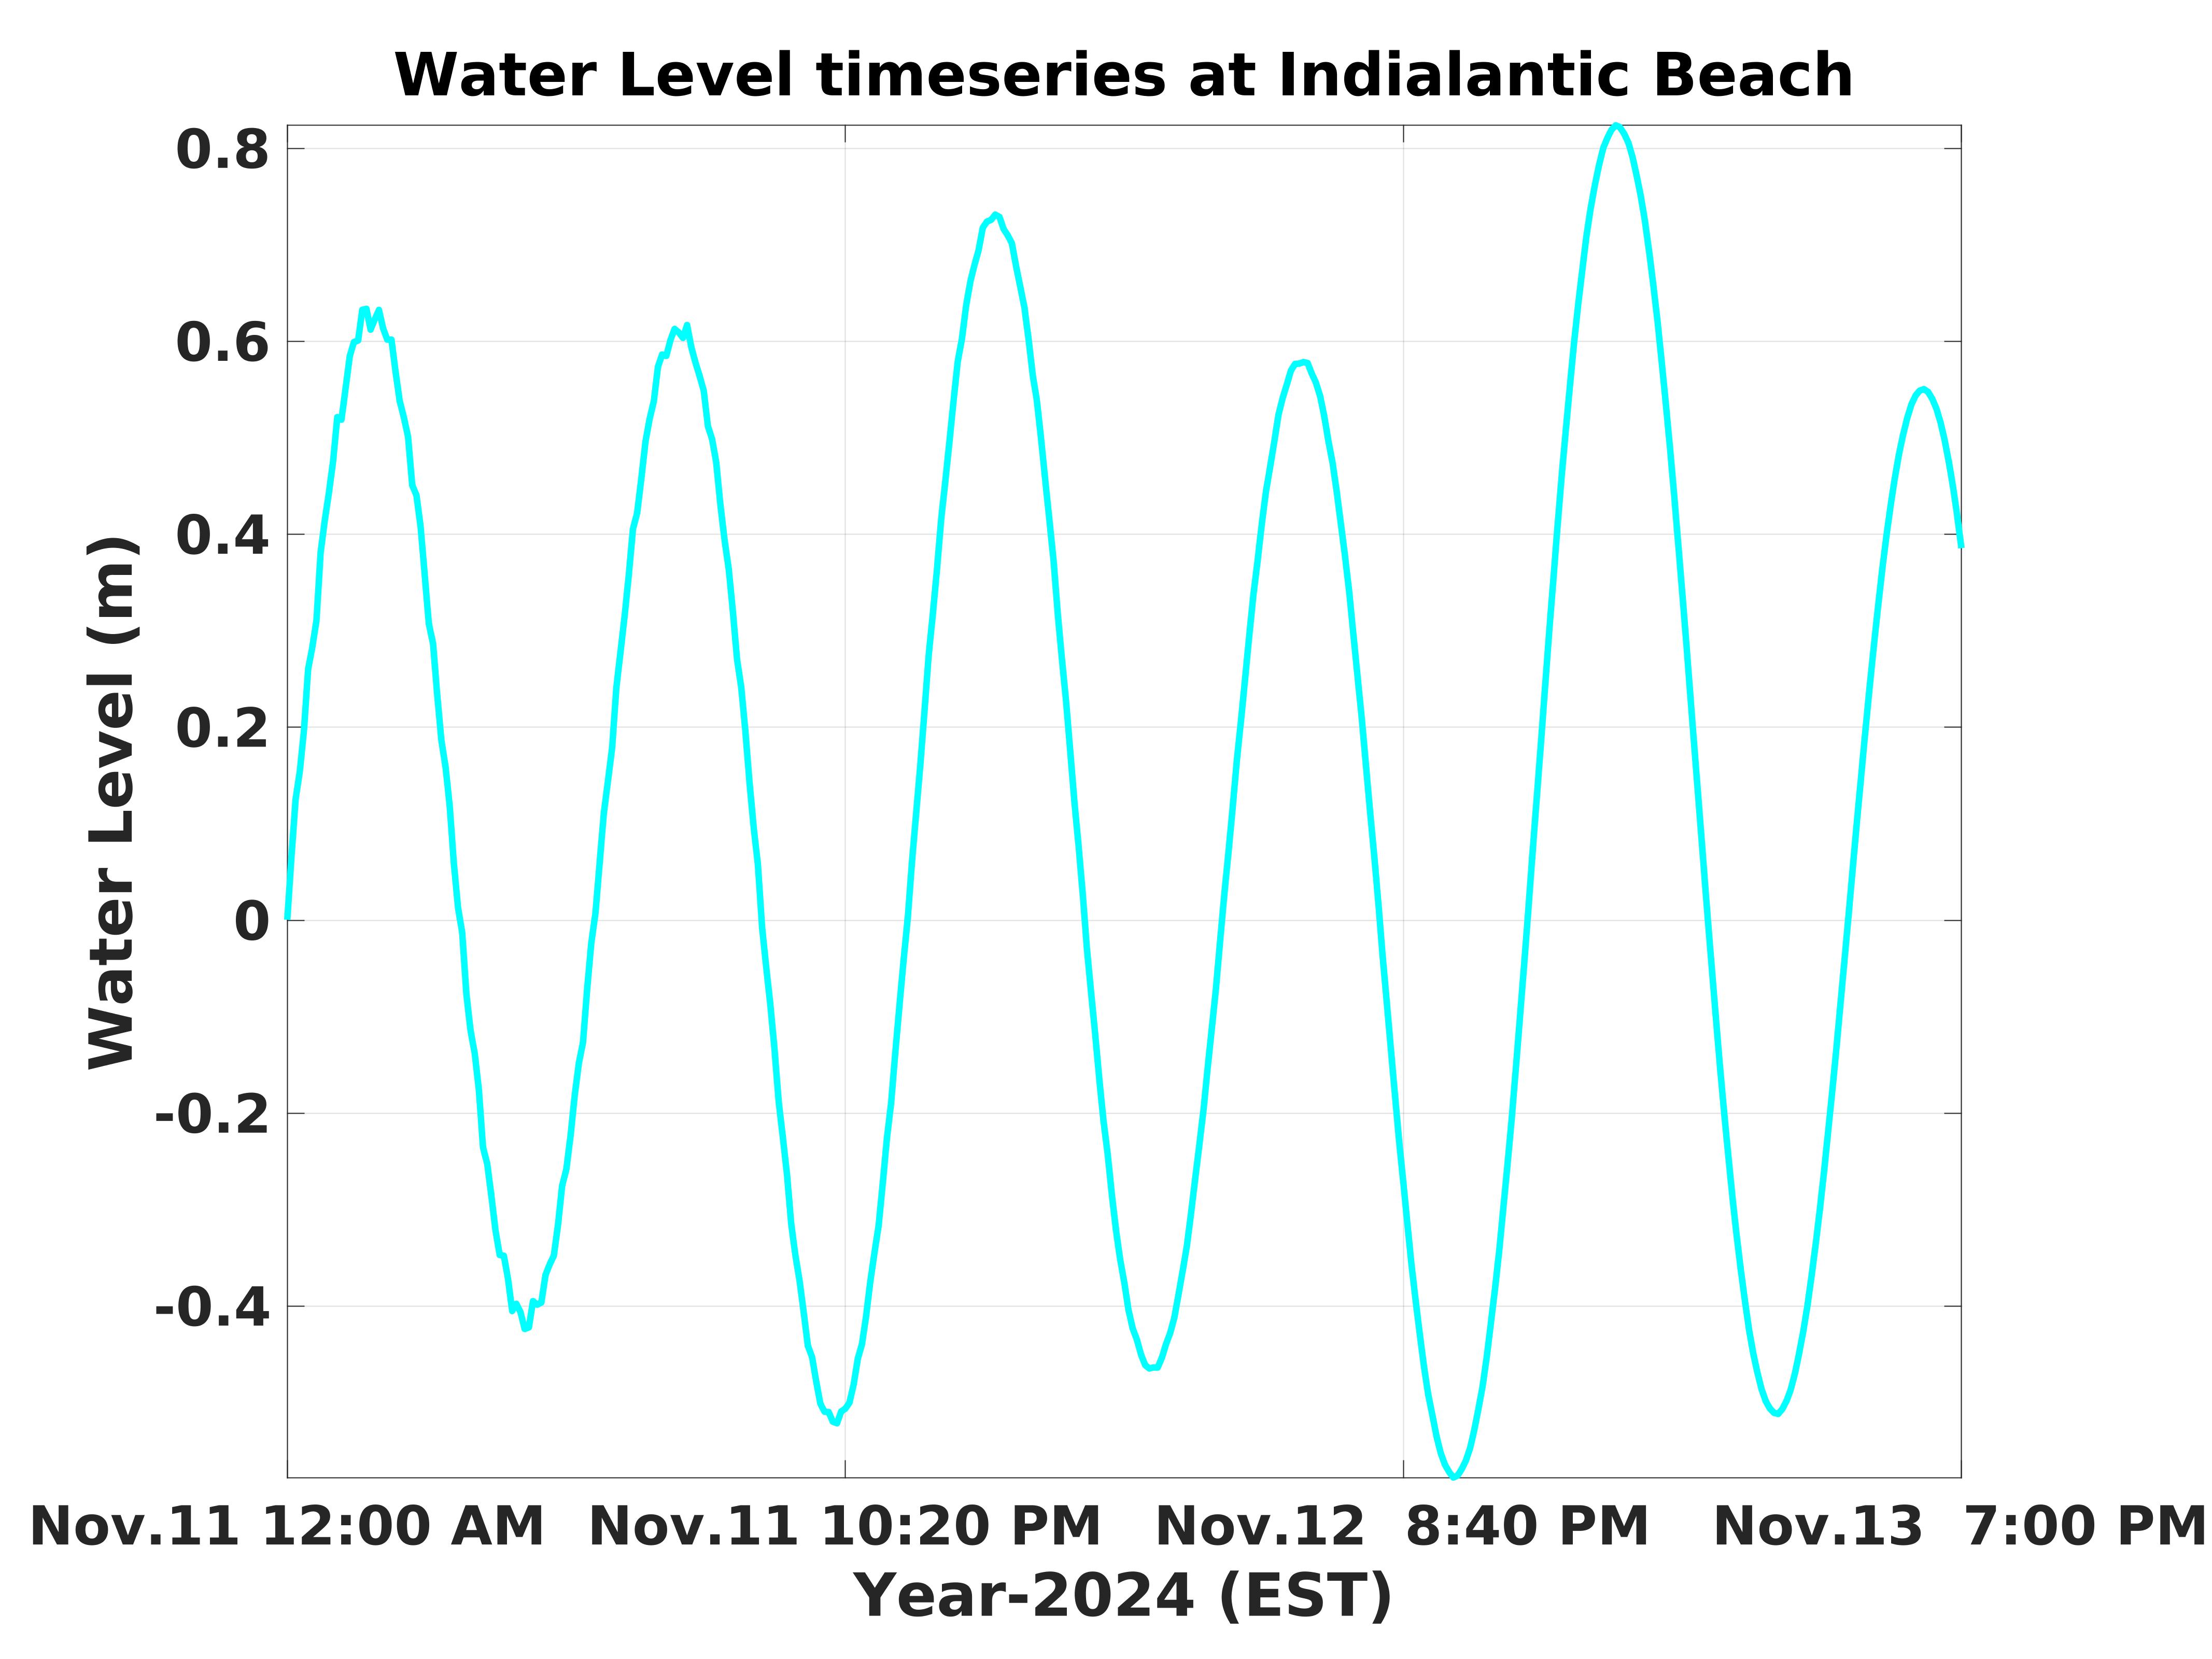 Water Level timeseries at Indialantic Beach
0.8
0.6
0.4
0.2
0
-0.2
-0.4
Water Level (m)
Nov.11 12:00 AM Nov.11 10:20 PM Nov.12 8:40 PM Nov.13 7:00 PM
Year-2024 (EST)